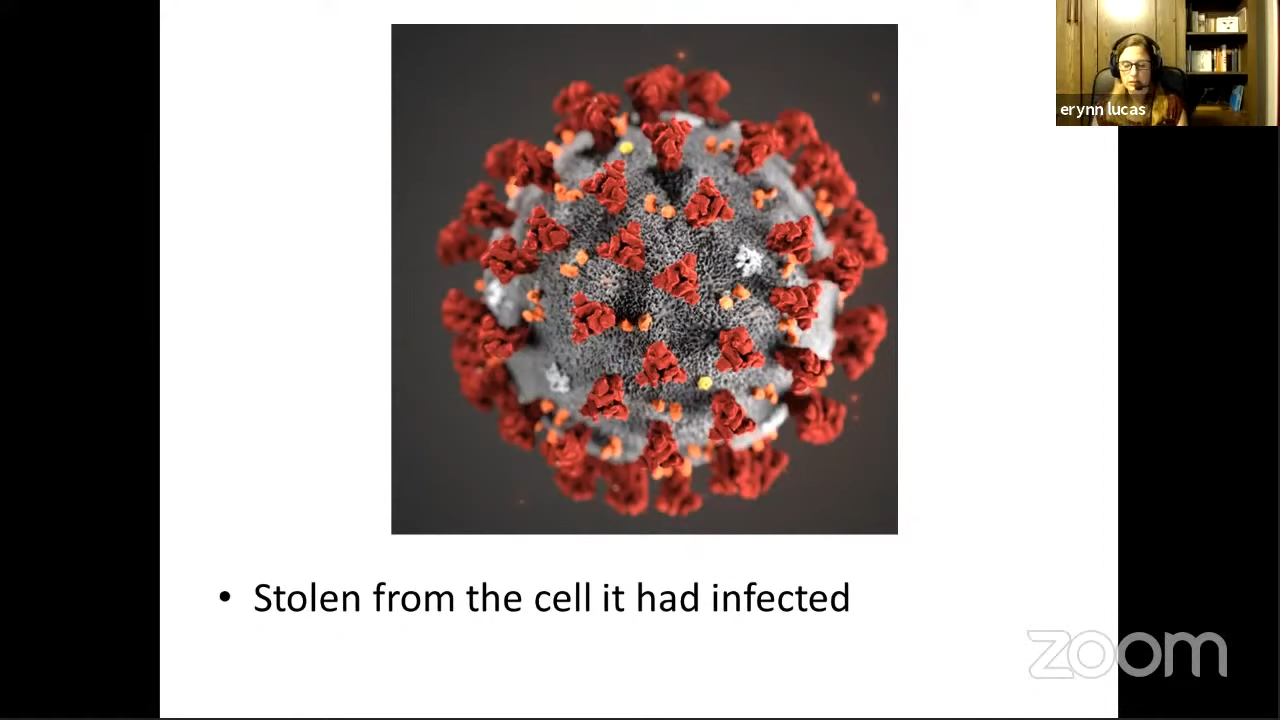 erynn lucas
• Stolen from the cell it had infected
zoom